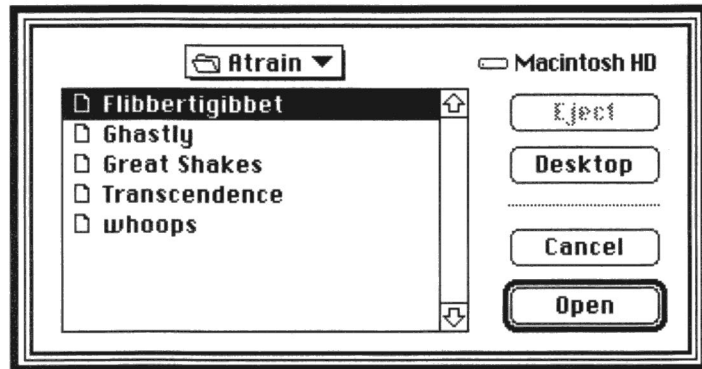 Atrain
Macintosh HD
Flibbertigibbet
Ghastly
Great Shakes
Transcendence
whoops
Eject
Desktop
Cancel
Open